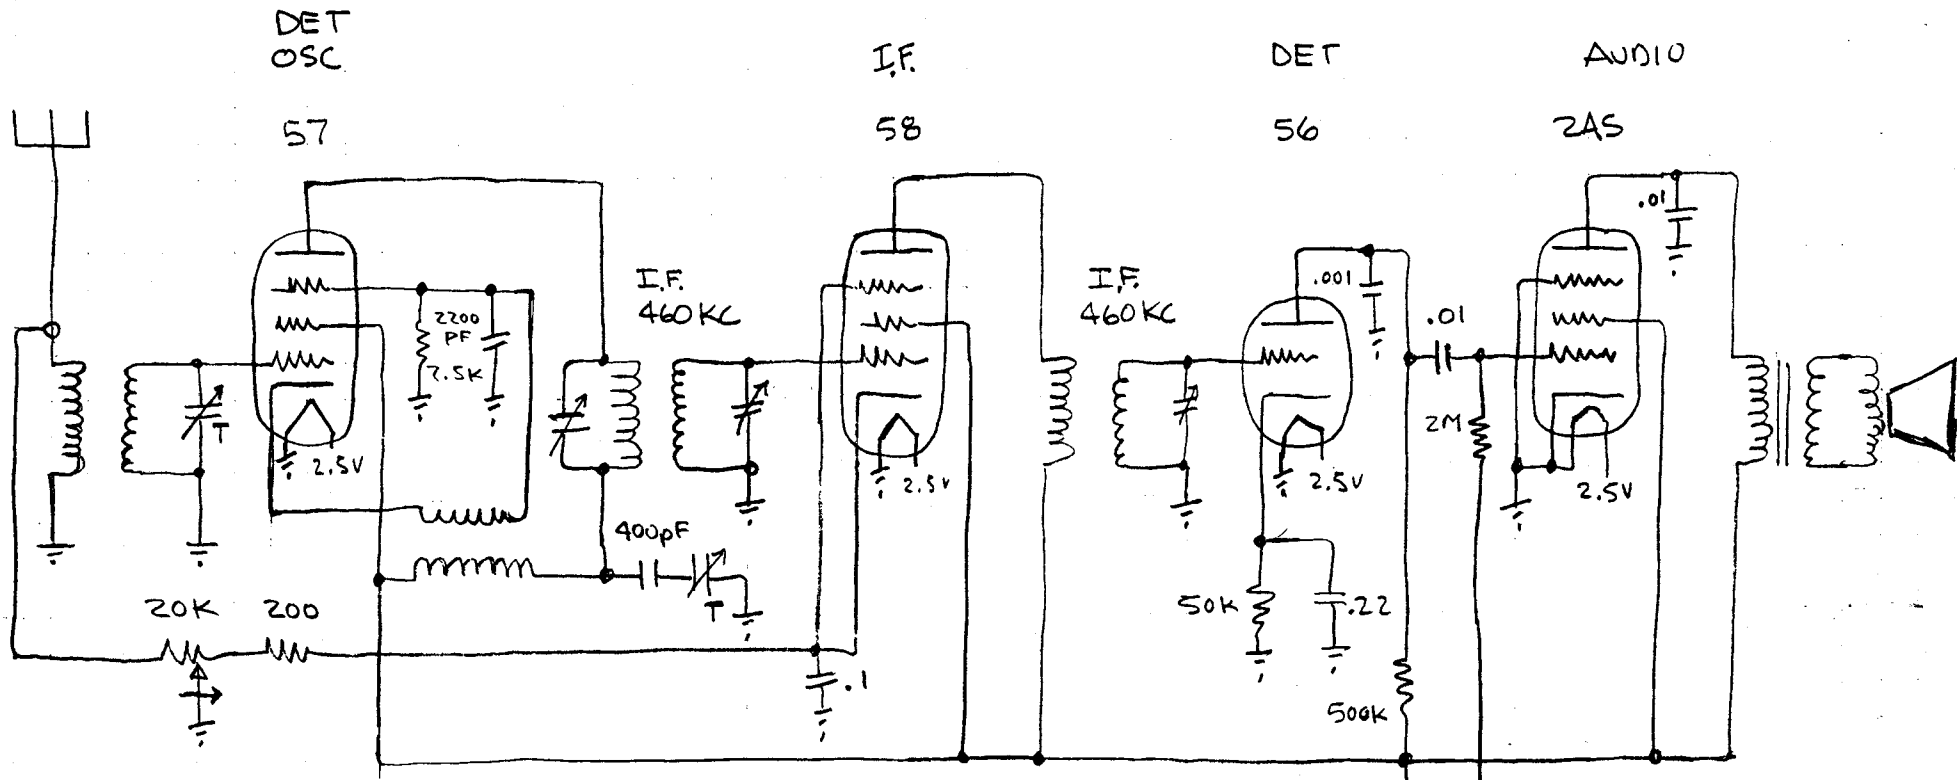 DET
OSC
57
I.F.
58
DET
56
AUDIO
2A5
2200
PF
7.5K
I.F.
460KC
I.F.
460KC
.001
.01
.01
T
2.5V
2.5V
2M
2.5V
2.5V
400pF
T
20K
200
50K
.22
.1
500K